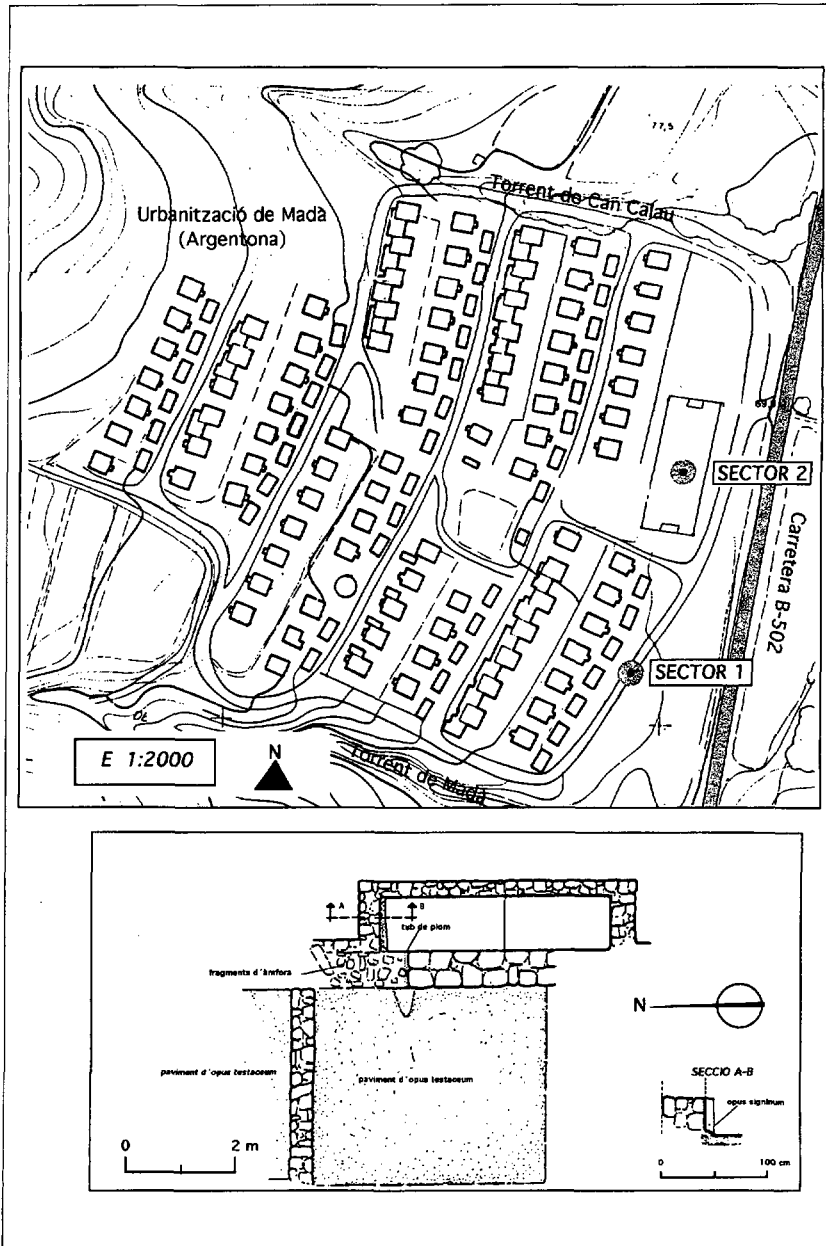 77,5
Torrent do Can Calau
Urbanització de Madà
(Argentona)
SECTOR 2
Carretera B-502
SECTOR 1
E 1:2000
N
Torrent de Madà
A
B
tub de plom
fragments d'àmfora
N
paviment d'opus testaceum
paviment d'opus testaceum
SECCIO A-B
opus signinum
0
2 m
0
100 cm